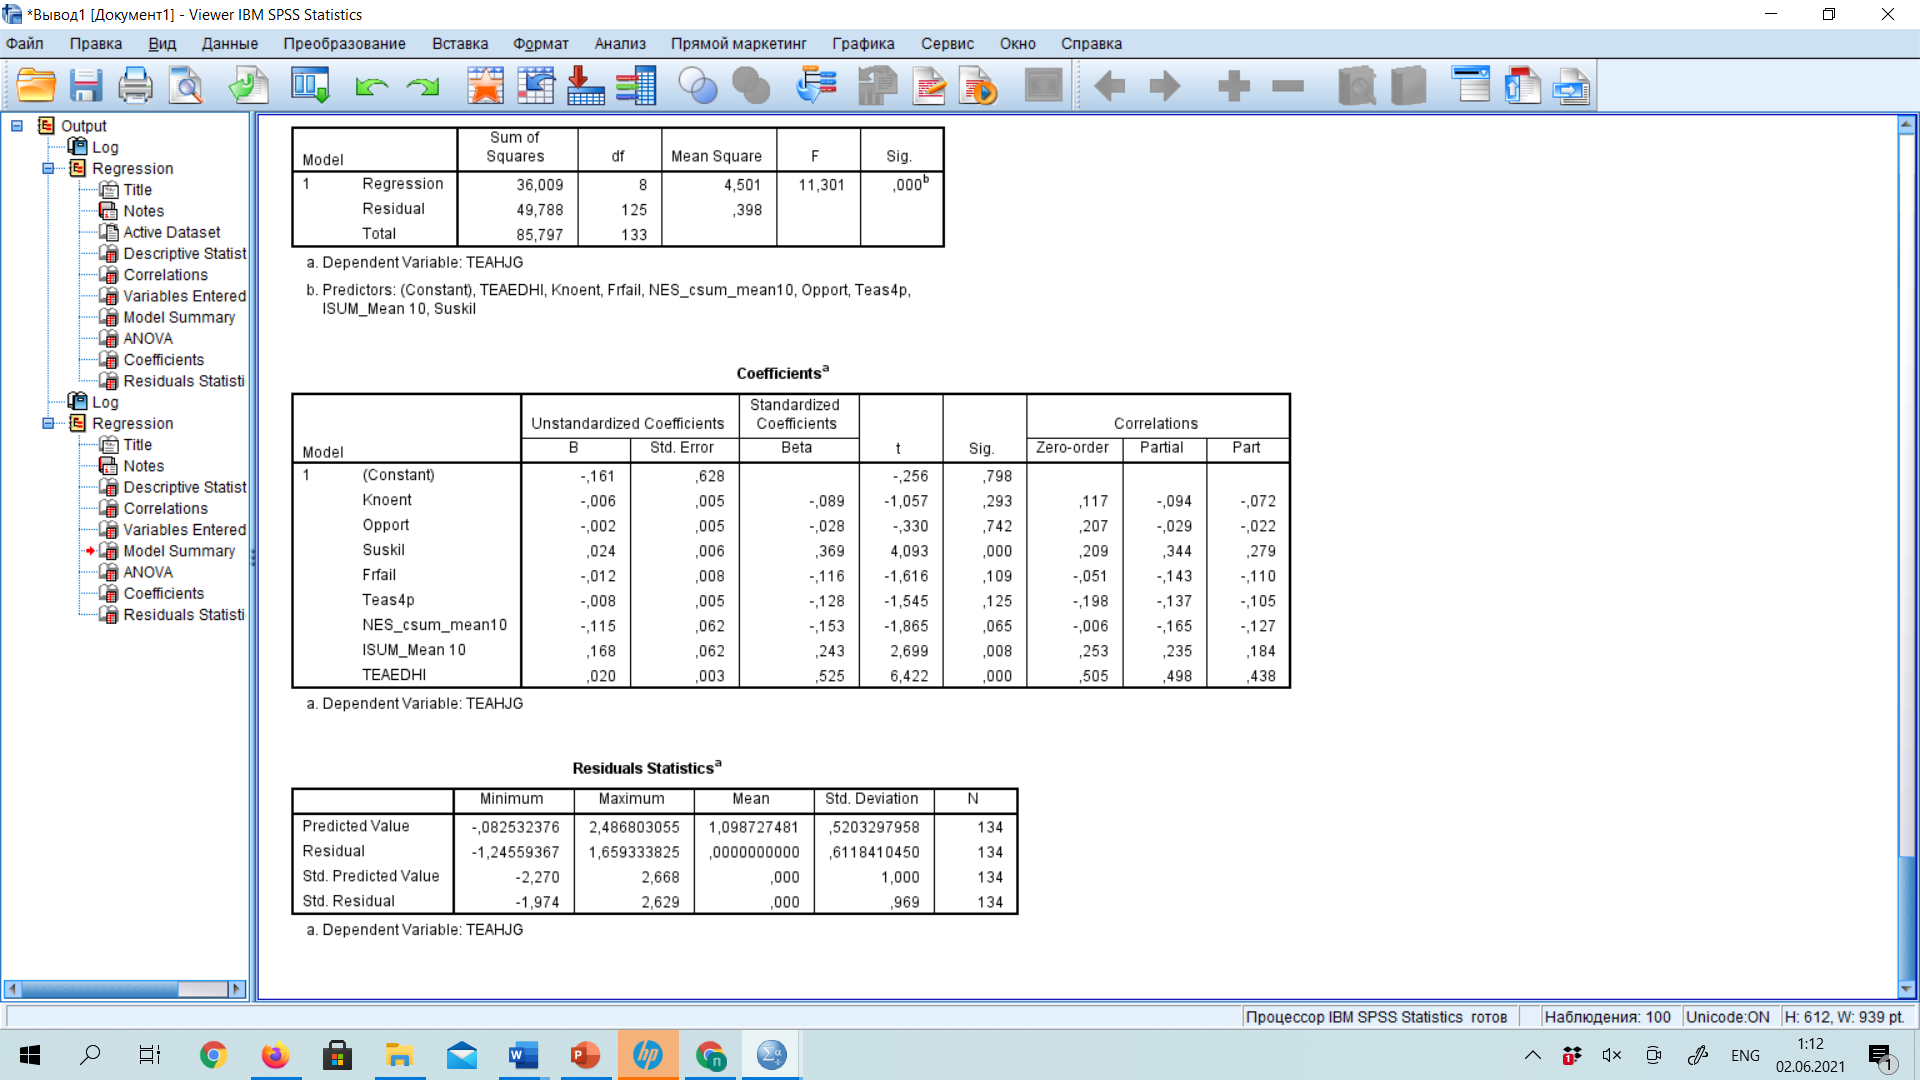 *Вывод1 [Документ1] - Viewer IBM SPSS Statistics
Файл Правка Вид Данные Преобразование Вставка Формат Анализ Прямой маркетинг Графика Сервис Окно Справка
Output
Log
Regression
Title
Notes
Active Dataset
Descriptive Statist
Correlations
Variables Entered
Model Summary
ANOVA
Coefficients
Residuals Statisti
Log
Regression
Title
Notes
Descriptive Statist
Correlations
Variables Entered
Model Summary
ANOVA
Coefficients
Residuals Statisti
Model Sum of Squares df Mean Square F Sig.
1 Regression 36,009 8 4,501 11,301 ,000b
Residual 49,788 125 ,398
Total 85,797 133
a. Dependent Variable: TEAHJG
b. Predictors: (Constant), TEAEDHI, Knoent, Frfail, NES_csum_mean10, Opport, Teas4p,
ISUM_Mean 10, Suskil
Coefficientsa
Model Unstandardized Coefficients Standardized Coefficients t Sig. Correlations
B Std. Error Beta Zero-order Partial Part
1 (Constant) -,161 ,628 -,256 ,798
Knoent -,006 ,005 -,089 -1,057 ,293 ,117 -,094 -,072
Opport -,002 ,005 -,028 -,330 ,742 ,207 -,029 -,022
Suskil ,024 ,006 ,369 4,093 ,000 ,209 ,344 ,279
Frfail -,012 ,008 -,116 -1,616 ,109 -,051 -,143 -,110
Teas4p -,008 ,005 -,128 -1,545 ,125 -,198 -,137 -,105
NES_csum_mean10 -,115 ,062 -,153 -1,865 ,065 -,006 -,165 -,127
ISUM_Mean 10 ,168 ,062 ,243 2,699 ,008 ,253 ,235 ,184
TEAEDHI ,020 ,003 ,525 6,422 ,000 ,505 ,498 ,438
a. Dependent Variable: TEAHJG
Residuals Statisticsa
Minimum Maximum Mean Std. Deviation N
Predicted Value -,082532376 2,486803055 1,098727481 ,5203297958 134
Residual -1,24559367 1,659333825 ,0000000000 ,6118410450 134
Std. Predicted Value -2,270 2,668 ,000 1,000 134
Std. Residual -1,974 2,629 ,000 ,969 134
a. Dependent Variable: TEAHJG
Процессор IBM SPSS Statistics готов Наблюдения: 100 Unicode:ON H: 612, W: 939 pt.
ENG
1:12
02.06.2021
1